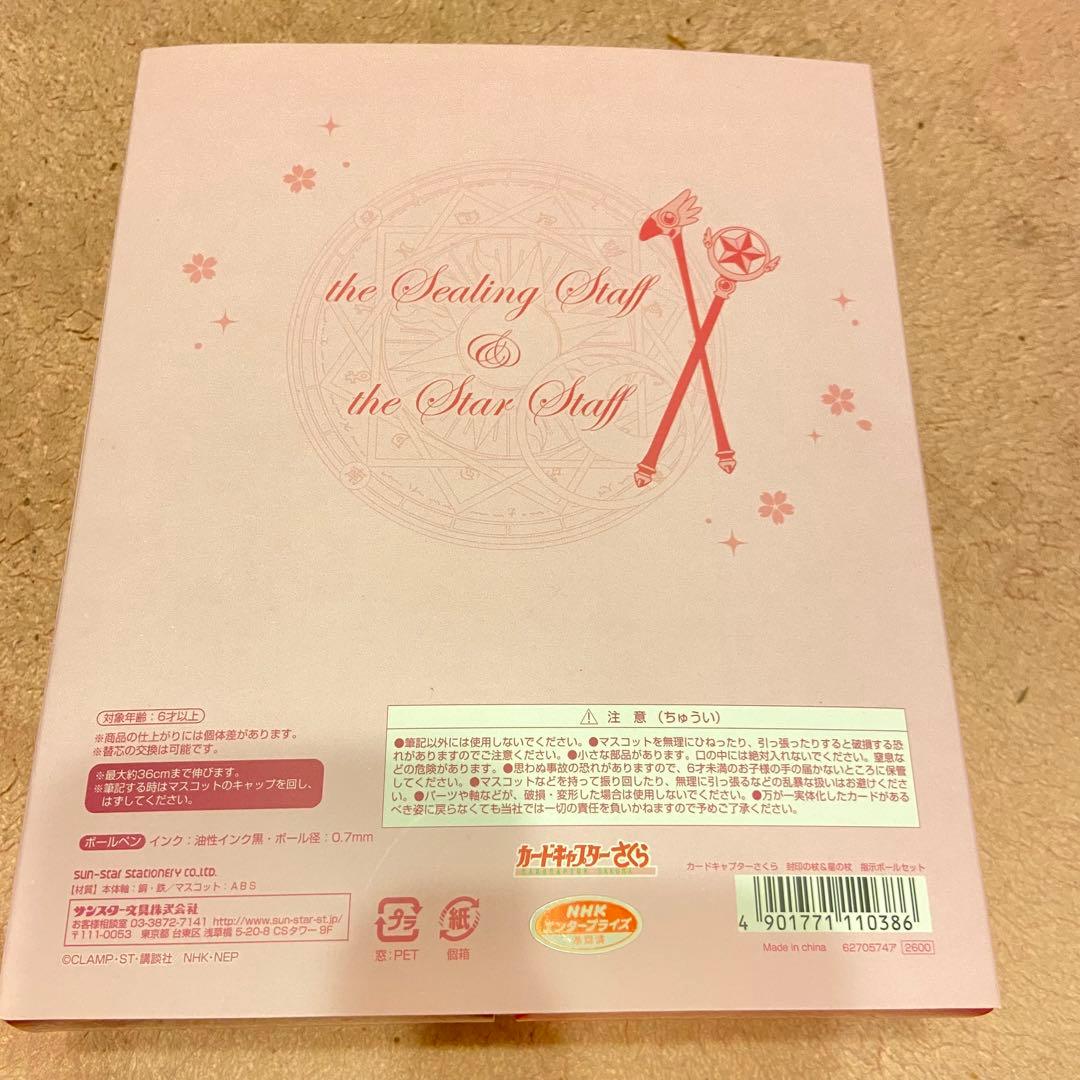 the Sealing Staff
&
the Star Staff
対象年齢：6才以上
※商品の仕上がりには個体差があります。
※替芯の交換は可能です。
※最大約36cmまで伸びます。
※筆記する時はマスコットのキャップを回し、
はずしてください。
ボールペン インク：油性インク黒・ボール径：0.7mm
sun-star Stationery CO.,LTD.
【材質】本体軸：銅・鉄／マスコット：ABS
サンスター文具株式会社
お客様相談室 03-3872-7141 http://www.sun-star-st.jp/
〒111-0053 東京都 台東区 浅草橋 5-20-8 CSタワー 9F
©CLAMP・ST・講談社 NHK・NEP
⚠ 注 意（ちゅうい）
●筆記以外には使用しないでください。●マスコットを無理にひねったり、引っ張ったりすると破損する恐
れがありますのでご注意ください。●小さな部品があります。口の中には絶対入れないでください。窒息な
どの危険があります。●思わぬ事故の恐れがありますので、6才未満のお子様の手の届かないところに保管
してください。●マスコットなどを持って振り回したり、無理に引っ張るなどの乱暴な扱いはお避けくださ
い。●パーツや軸などが、破損・変形した場合は使用しないでください。●万が一実体化したカードがある
べき姿に戻らなくても当社では一切の責任を負いかねますので予めご了承ください。
カードキャプターさくら
CARDCAPTOR SAKURA
プラ
窓：PET
紙
個箱
NHK
エンタープライズ
カードキャプターさくら 封印の杖&星の杖 指示ボールセット
4 901771 110386
Made in china 6270574ア 2600